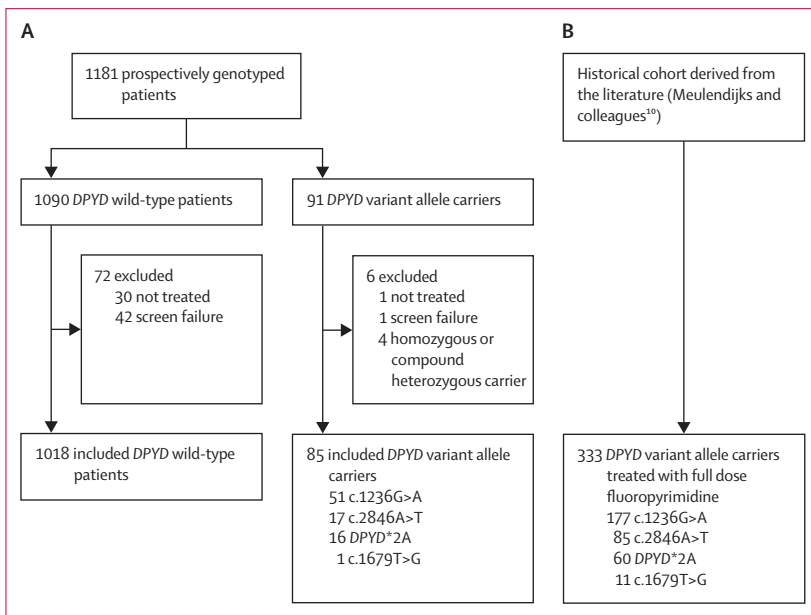 A
B
1181 prospectively genotyped
patients
Historical cohort derived from
the literature (Meulendijks and
colleagues¹⁰)
1090 DPYD wild-type patients
91 DPYD variant allele carriers
72 excluded
30 not treated
42 screen failure
6 excluded
1 not treated
1 screen failure
4 homozygous or
compound
heterozygous carrier
1018 included DPYD wild-type
patients
85 included DPYD variant allele
carriers
51 c.1236G>A
17 c.2846A>T
16 DPYD*2A
1 c.1679T>G
333 DPYD variant allele carriers
treated with full dose
fluoropyrimidine
177 c.1236G>A
85 c.2846A>T
60 DPYD*2A
11 c.1679T>G